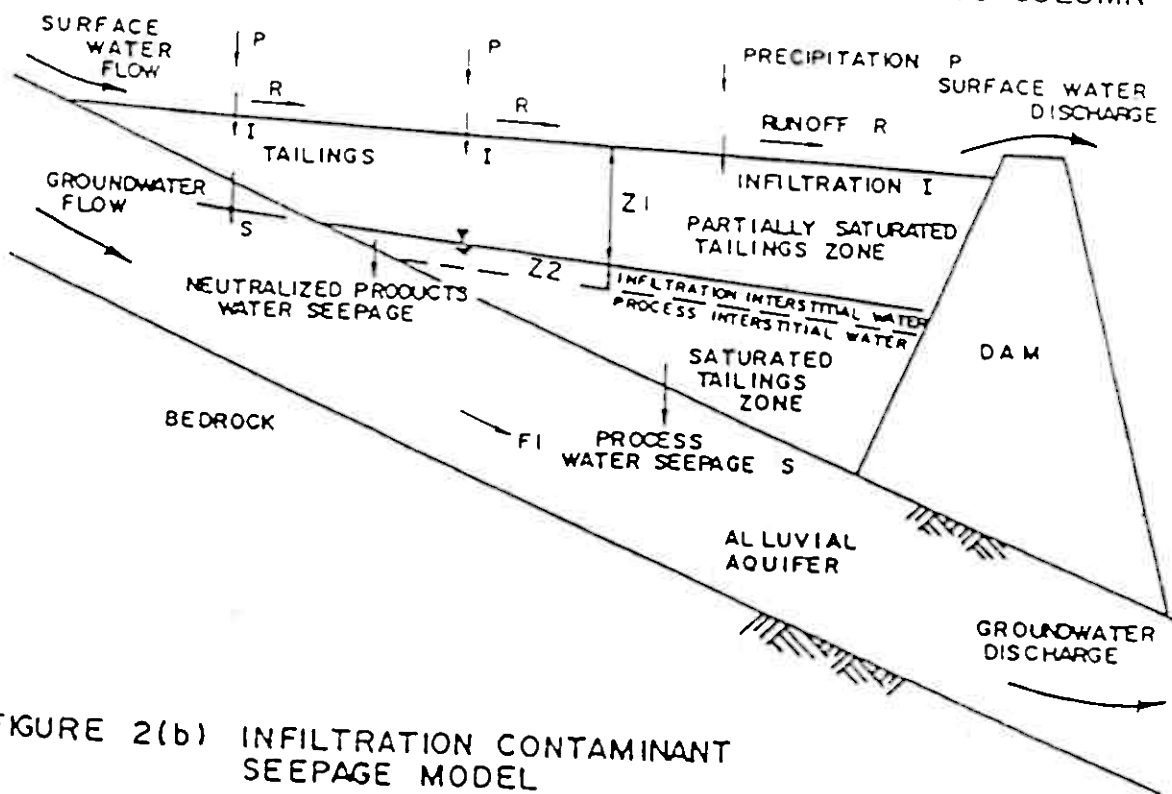 COLUMN
SURFACE
WATER
FLOW
P
P
PRECIPITATION P
SURFACE WATER
DISCHARGE
R
R
RUNOFF R
I
I
TAILINGS
INFILTRATION I
GROUNDWATER
FLOW
Z1
PARTIALLY SATURATED
TAILINGS ZONE
S
Z2
NEUTRALIZED PRODUCTS
WATER SEEPAGE
INFILTRATION INTERSTITIAL WATER
PROCESS INTERSTITIAL WATER
DAM
SATURATED
TAILINGS
ZONE
BEDROCK
F1
PROCESS
WATER SEEPAGE S
ALLUVIAL
AQUIFER
GROUNDWATER
DISCHARGE
FIGURE 2(b) INFILTRATION CONTAMINANT
SEEPAGE MODEL